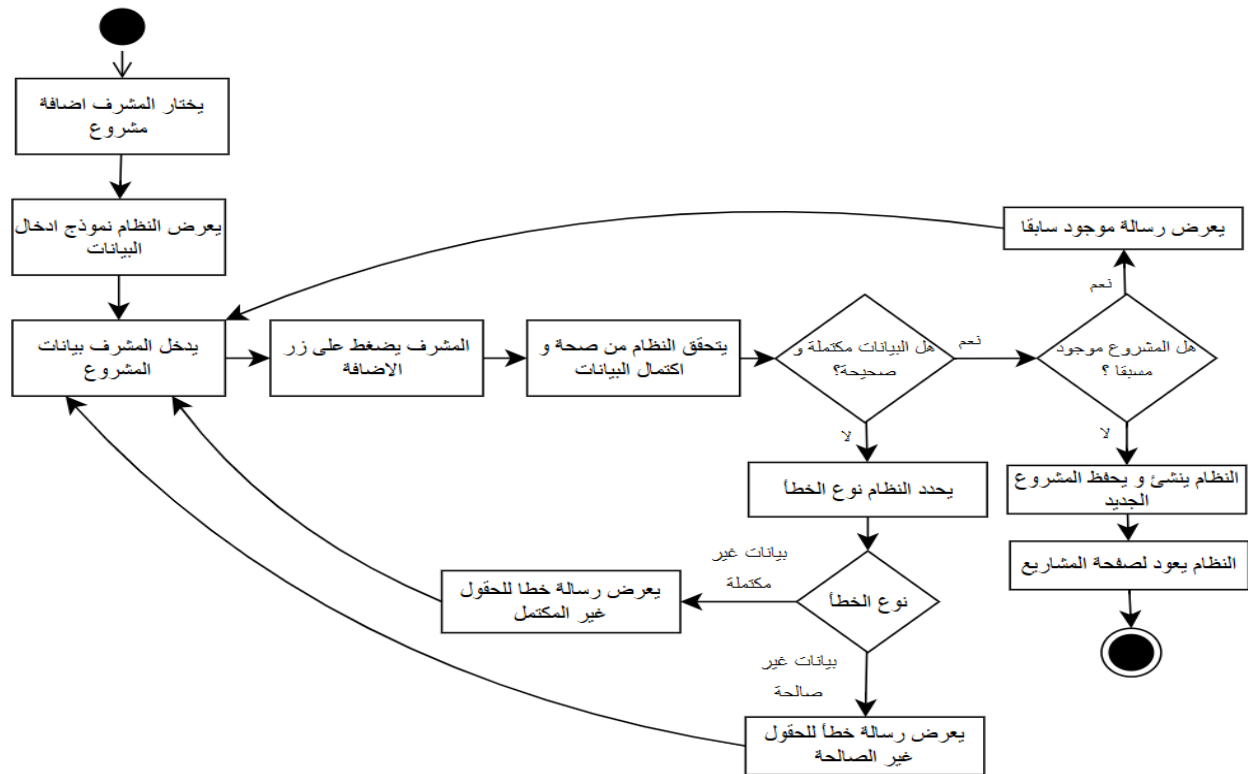 يختار المشرف اضافة
مشروع
يعرض النظام نموذج ادخال
البيانات
يدخل المشرف بيانات
المشروع
المشرف يضغط على زر
الاضافة
يتحقق النظام من صحة و
اكتمال البيانات
هل البيانات مكتملة و
صحيحة؟
نعم
هل المشروع موجود
مسبقا ؟
نعم
يعرض رسالة موجود سابقا
لا
النظام ينشئ و يحفظ المشروع
الجديد
النظام يعود لصفحة المشاريع
لا
يحدد النظام نوع الخطأ
نوع الخطأ
بيانات غير
مكتملة
يعرض رسالة خطا للحقول
غير المكتمل
بيانات غير
صالحة
يعرض رسالة خطأ للحقول
غير الصالحة